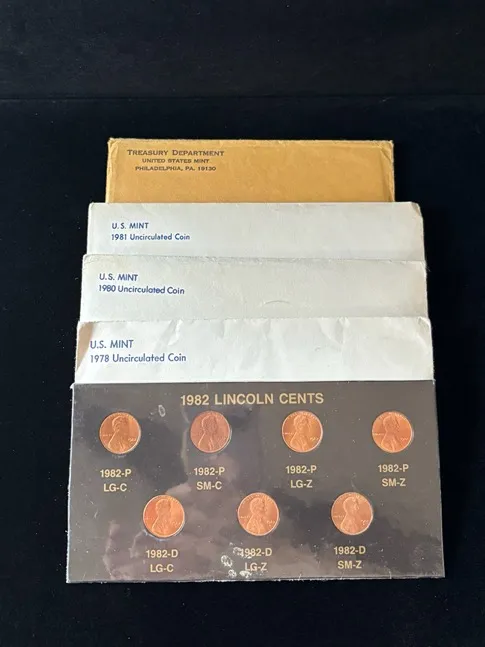 TREASURY DEPARTMENT
UNITED STATES MINT
PHILADELPHIA, PA. 19130
U.S. MINT
1981 Uncirculated Coin
U.S. MINT
1980 Uncirculated Coin
U.S. MINT
1978 Uncirculated Coin
1982 LINCOLN CENTS
1982-P
LG-C
1982-P
SM-C
1982-P
LG-Z
1982-P
SM-Z
1982-D
LG-C
1982-D
LG-Z
1982-D
SM-Z